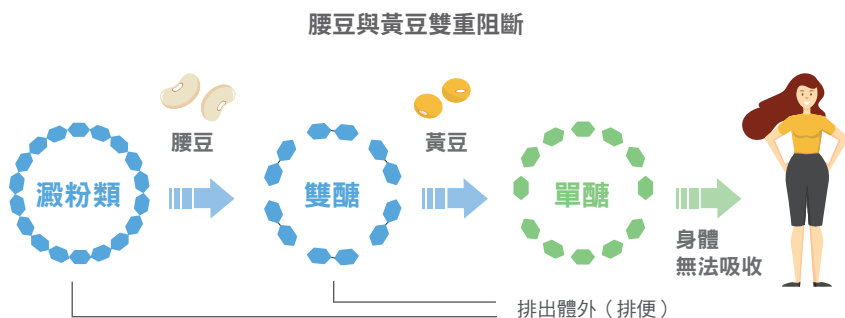 腰豆與黃豆雙重阻斷
腰豆
黃豆
澱粉類
雙醣
單醣
身體
無法吸收
排出體外（排便）